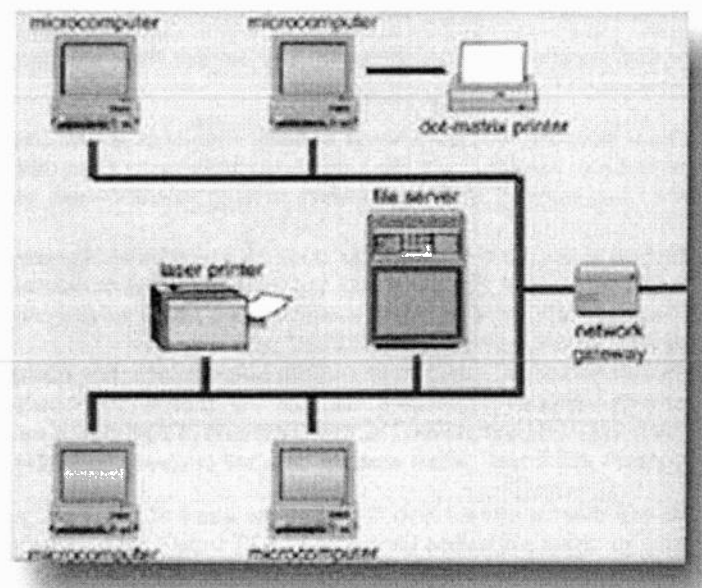 microcomputer
microcomputer
dot-matrix printer
file server
laser printer
network
gateway
microcomputer
microcomputer